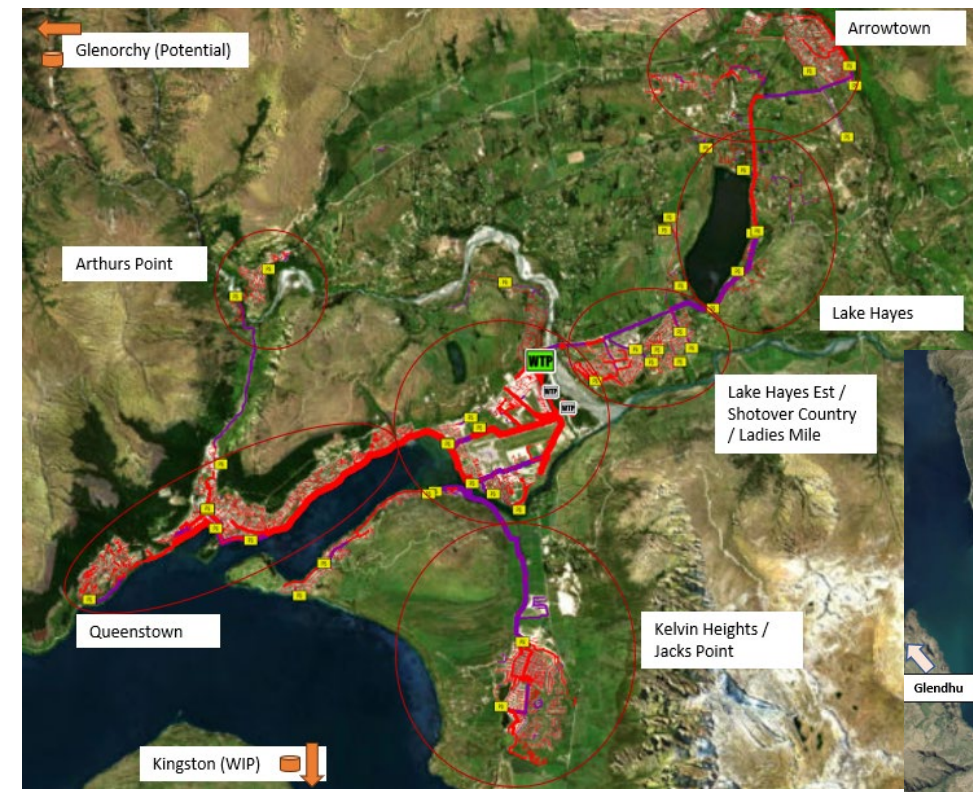 Glenorchy (Potential)
Arrowtown
Arthurs Point
Lake Hayes
WTP
WTP
WTP
Lake Hayes Est /
Shotover Country
/ Ladies Mile
Queenstown
Kelvin Heights /
Jacks Point
Glendhu
Kingston (WIP)